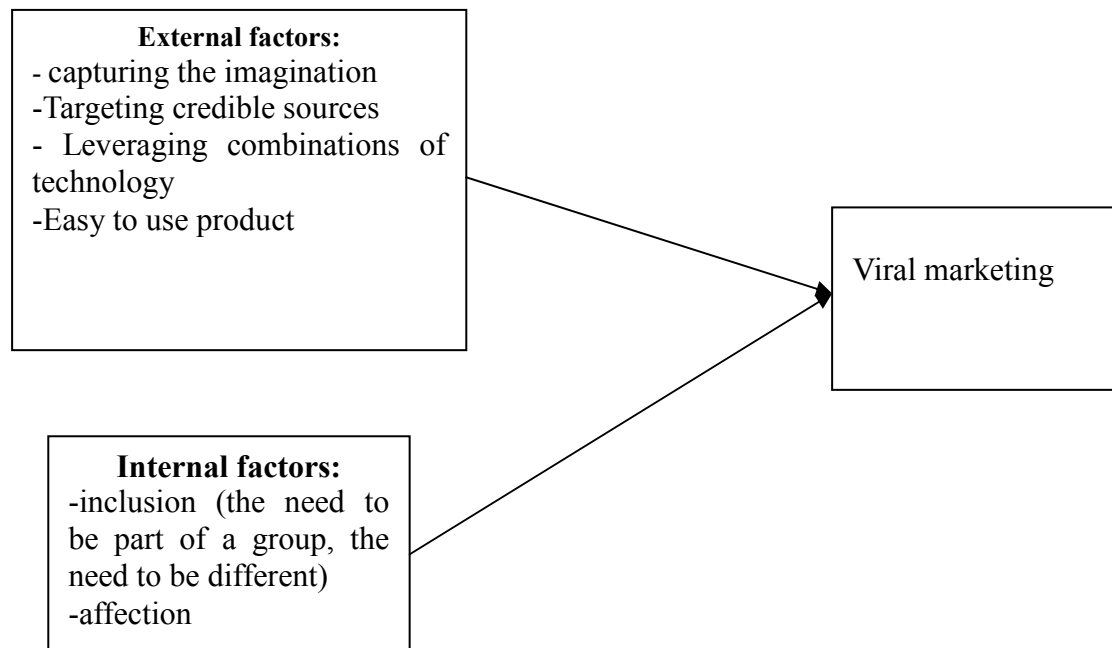 External factors:
- capturing the imagination
-Targeting credible sources
- Leveraging combinations of
technology
-Easy to use product
Viral marketing
Internal factors:
-inclusion (the need to
be part of a group, the
need to be different)
-affection